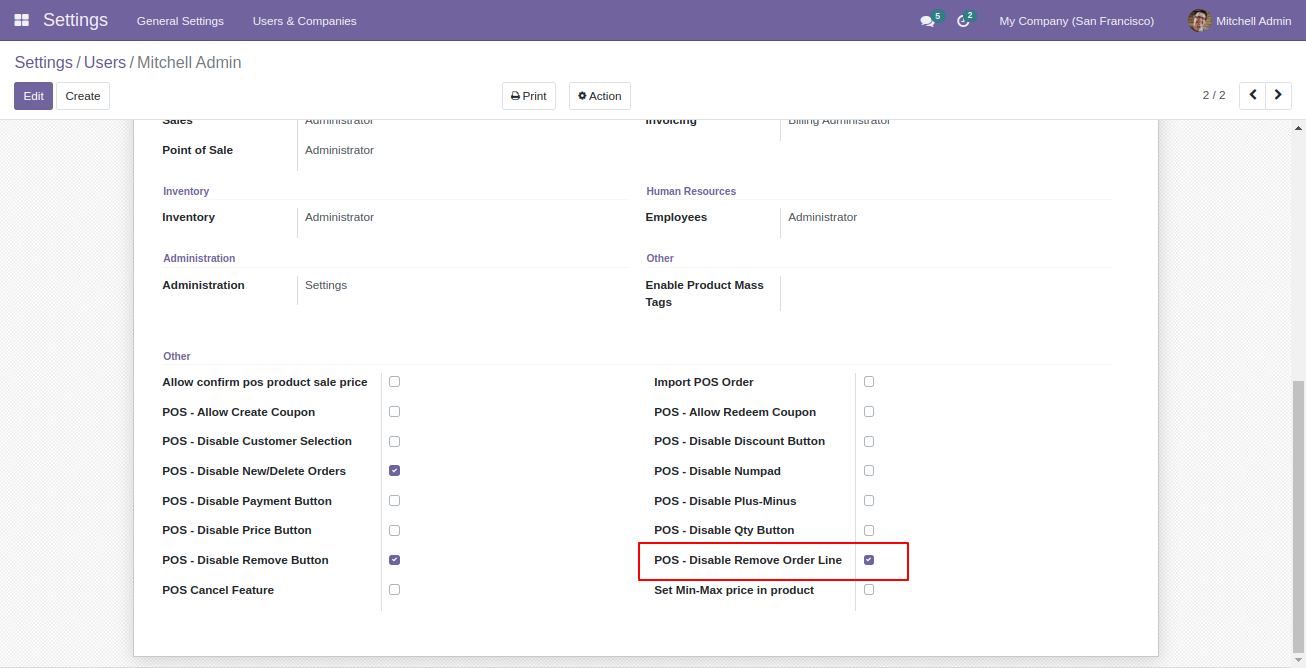 Settings General Settings Users & Companies 5 2 My Company (San Francisco) Mitchell Admin
Settings / Users / Mitchell Admin
Edit Create Print Action 2 / 2
Sales Administrator Invoicing Billing Administrator
Point of Sale Administrator
Inventory Human Resources
Inventory Administrator Employees Administrator
Administration Other
Administration Settings Enable Product Mass
Tags
Other
Allow confirm pos product sale price Import POS Order
POS - Allow Create Coupon POS - Allow Redeem Coupon
POS - Disable Customer Selection POS - Disable Discount Button
POS - Disable New/Delete Orders POS - Disable Numpad
POS - Disable Payment Button POS - Disable Plus-Minus
POS - Disable Price Button POS - Disable Qty Button
POS - Disable Remove Button POS - Disable Remove Order Line
POS Cancel Feature Set Min-Max price in product